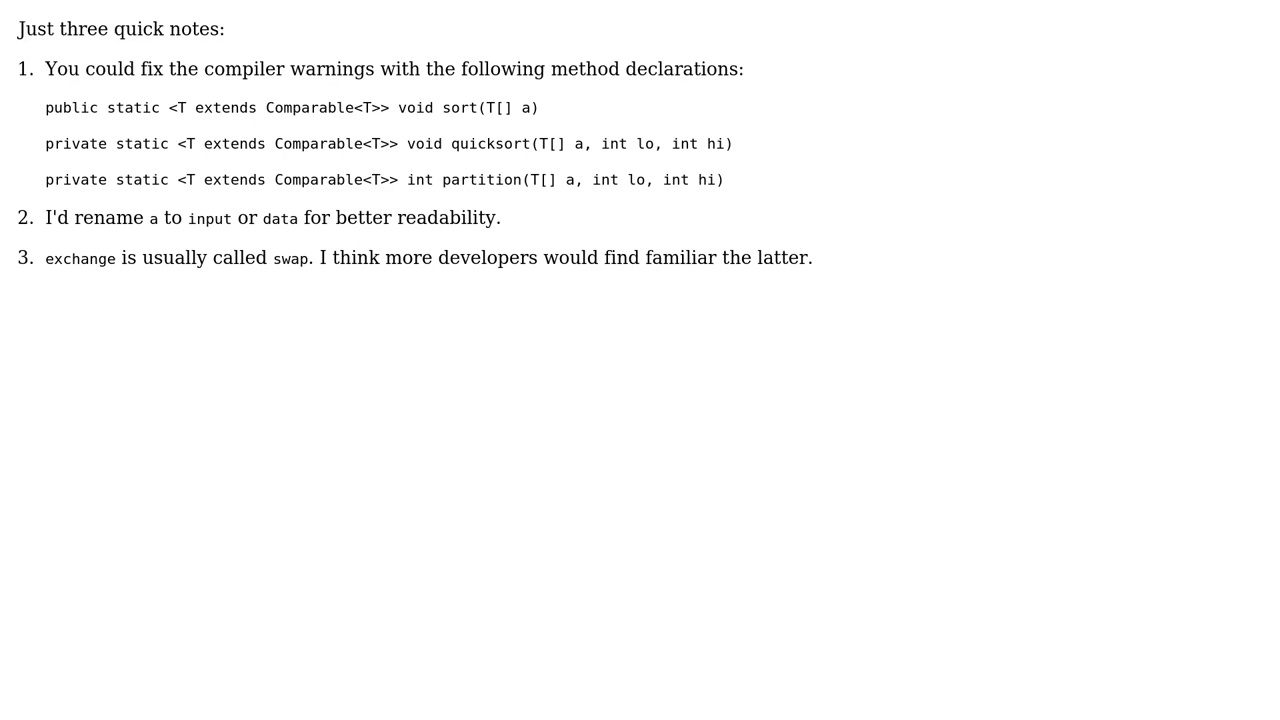 Just three quick notes:
1. You could fix the compiler warnings with the following method declarations:
public static <T extends Comparable<T>> void sort(T[] a)
private static <T extends Comparable<T>> void quicksort(T[] a, int lo, int hi)
private static <T extends Comparable<T>> int partition(T[] a, int lo, int hi)
2. I'd rename a to input or data for better readability.
3. exchange is usually called swap. I think more developers would find familiar the latter.